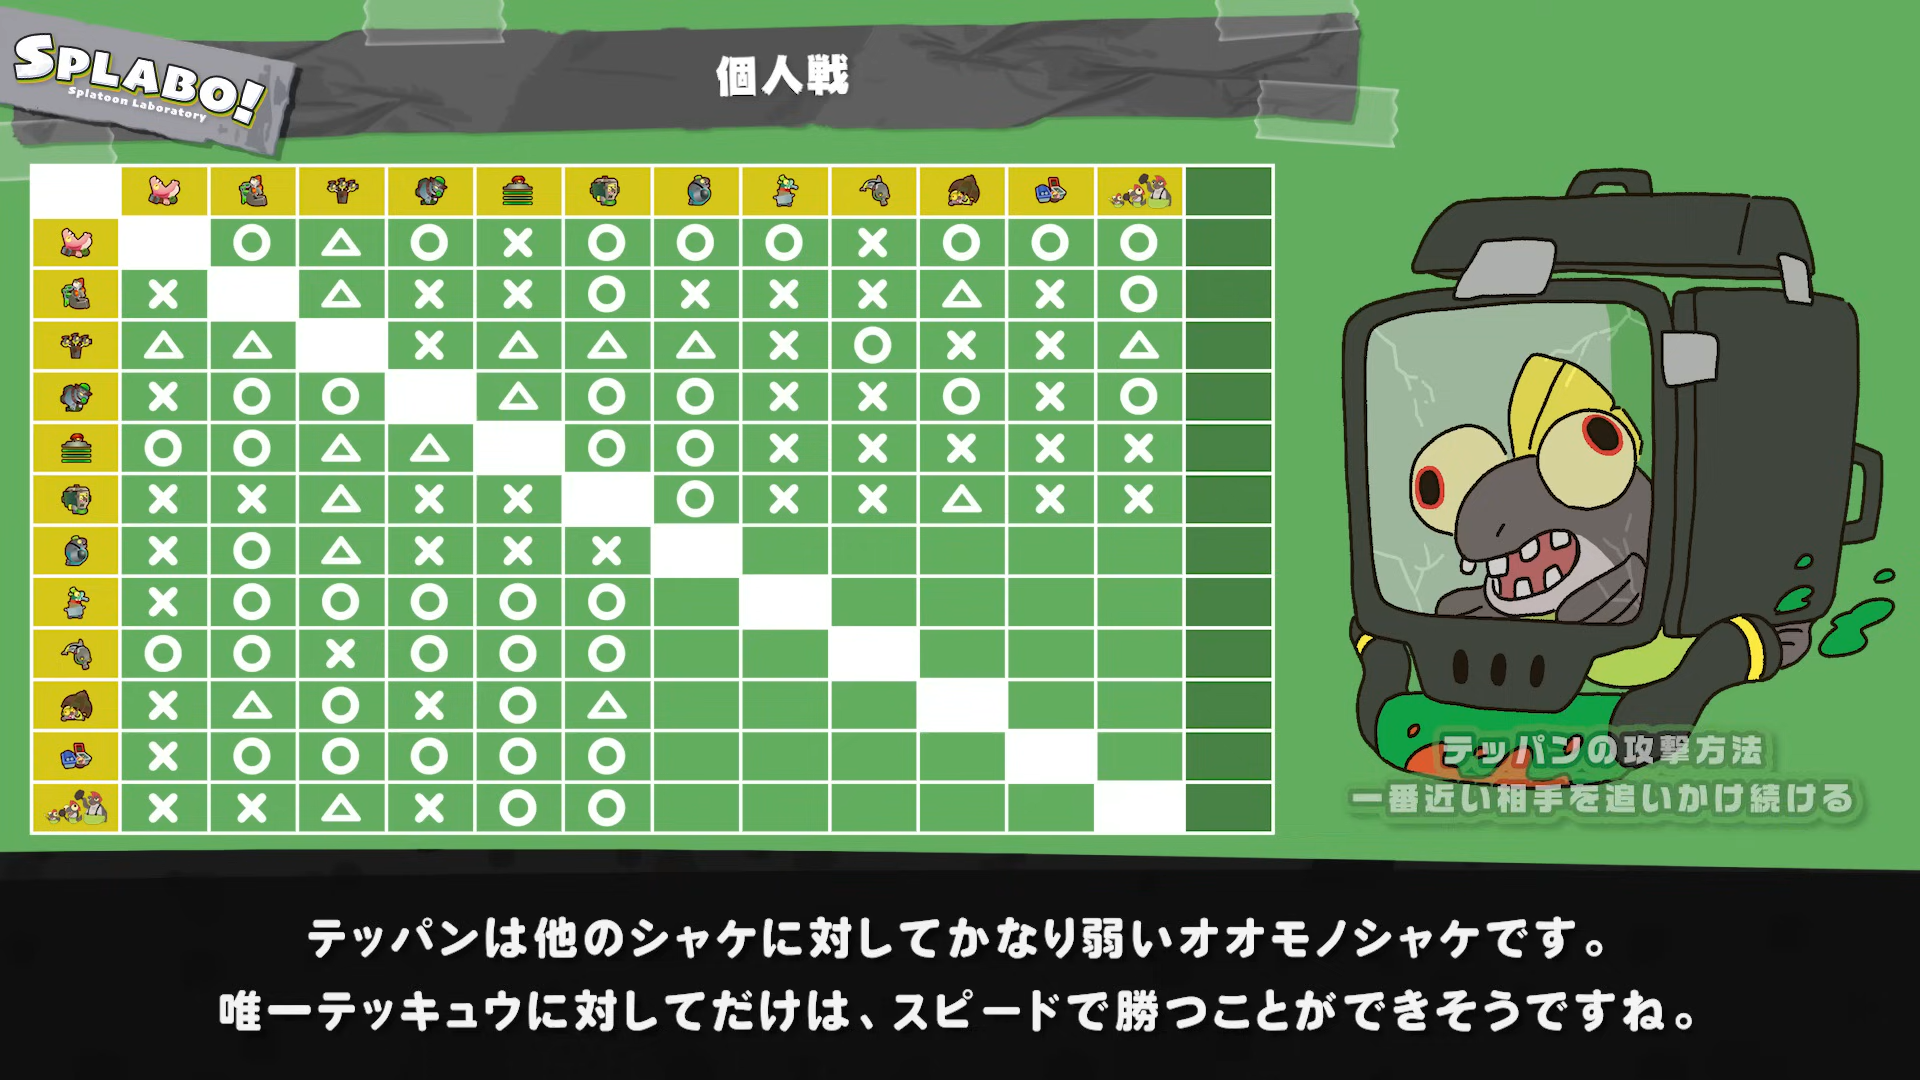 SPLABO!
Splatoon Laboratory
個人戦
○ △ ○ × ○ ○ ○ × ○ ○ ○
× △ × × ○ × × × △ × ○
△ △ × △ △ △ × ○ × × △
× ○ ○ △ ○ ○ × × ○ × ○
○ ○ △ △ ○ ○ × × × × ×
× × △ × × ○ × × △ × ×
× ○ △ × × ×
× ○ ○ ○ ○ ○
○ ○ × ○ ○ ○
× △ ○ × ○ △
× ○ ○ ○ ○ ○
× × △ × ○ ○
テッパンの攻撃方法
一番近い相手を追いかけ続ける
テッパンは他のシャケに対してかなり弱いオオモノシャケです。
唯一テッキュウに対してだけは、スピードで勝つことができそうですね。